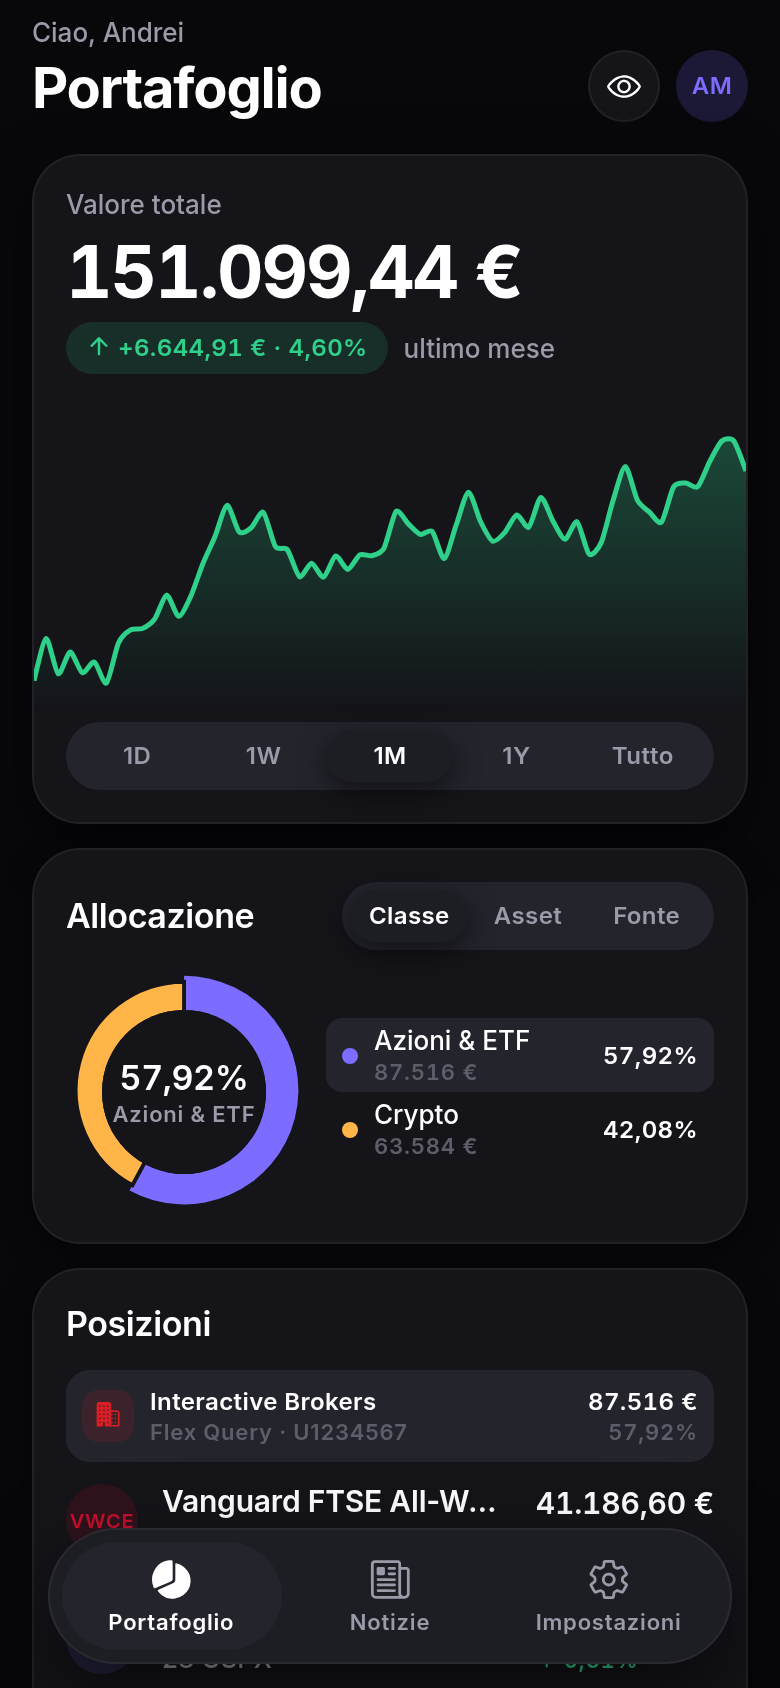 Ciao, Andrei
Portafoglio
AM
Valore totale
151.099,44 €
↑ +6.644,91 € · 4,60% ultimo mese
1D 1W 1M 1Y Tutto
Allocazione
Classe Asset Fonte
57,92%
Azioni & ETF
Azioni & ETF
87.516 €
57,92%
Crypto
63.584 €
42,08%
Posizioni
Interactive Brokers 87.516 €
Flex Query · U1234567 57,92%
VWCE
Vanguard FTSE All-W... 41.186,60 €
Portafoglio Notizie Impostazioni